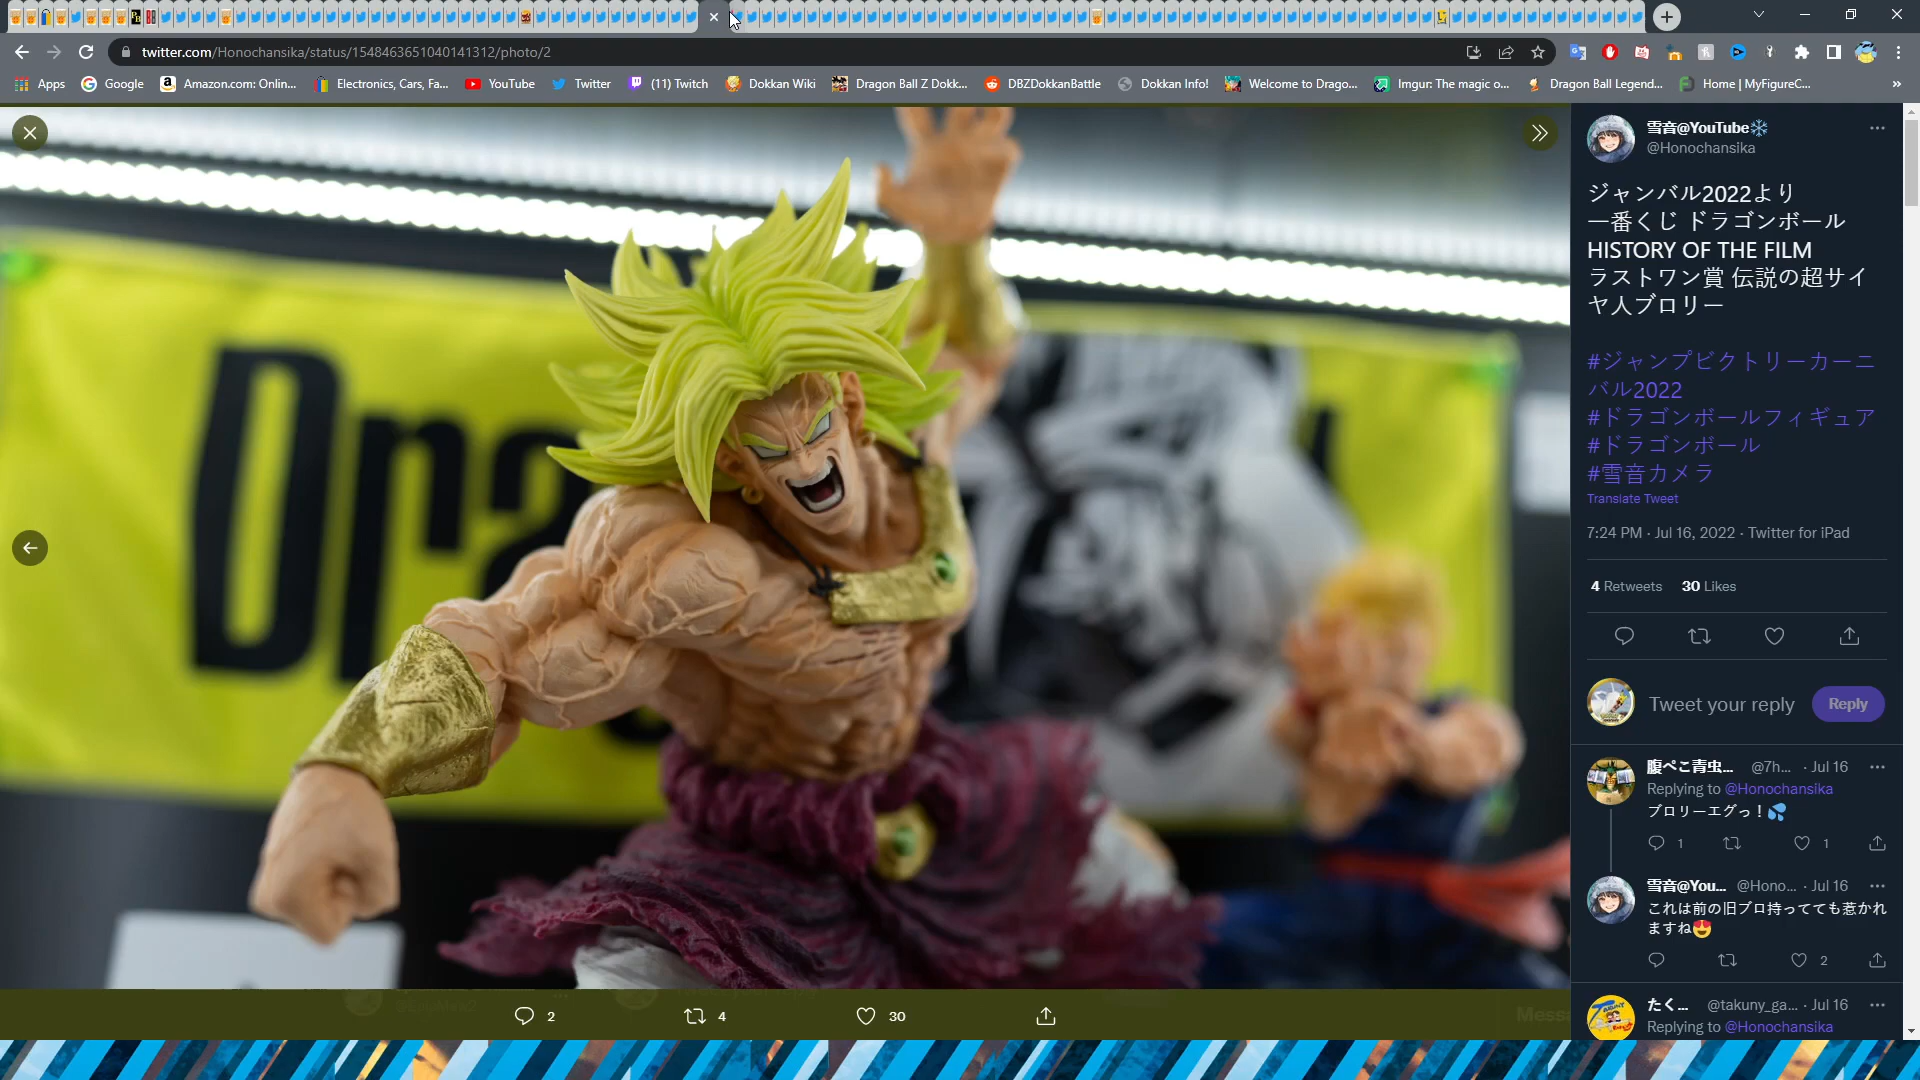 twitter.com/Honochansika/status/1548463651040141312/photo/2
Apps
Google
Amazon.com: Onlin...
Electronics, Cars, Fa...
YouTube
Twitter
(11) Twitch
Dokkan Wiki
Dragon Ball Z Dokk...
DBZDokkanBattle
Dokkan Info!
Welcome to Drago...
Imgur: The magic o...
Dragon Ball Legend...
Home | MyFigureC...
»
雪音@YouTube❄
@Honochansika
ジャンバル2022より
一番くじ ドラゴンボール
HISTORY OF THE FILM
ラストワン賞 伝説の超サイ
ヤ人ブロリー
#ジャンプビクトリーカーニ
バル2022
#ドラゴンボールフィギュア
#ドラゴンボール
#雪音カメラ
Translate Tweet
7:24 PM · Jul 16, 2022 · Twitter for iPad
4 Retweets 30 Likes
Tweet your reply
Reply
腹ぺこ青虫... @7h... · Jul 16
Replying to @Honochansika
ブロリーエグっ！💦
1 1
雪音@You... @Hono... · Jul 16
これは前の旧ブロ持ってても惹かれ
ますね😍
2
たく... @takuny_ga... · Jul 16
Replying to @Honochansika
Dra
2 4 30